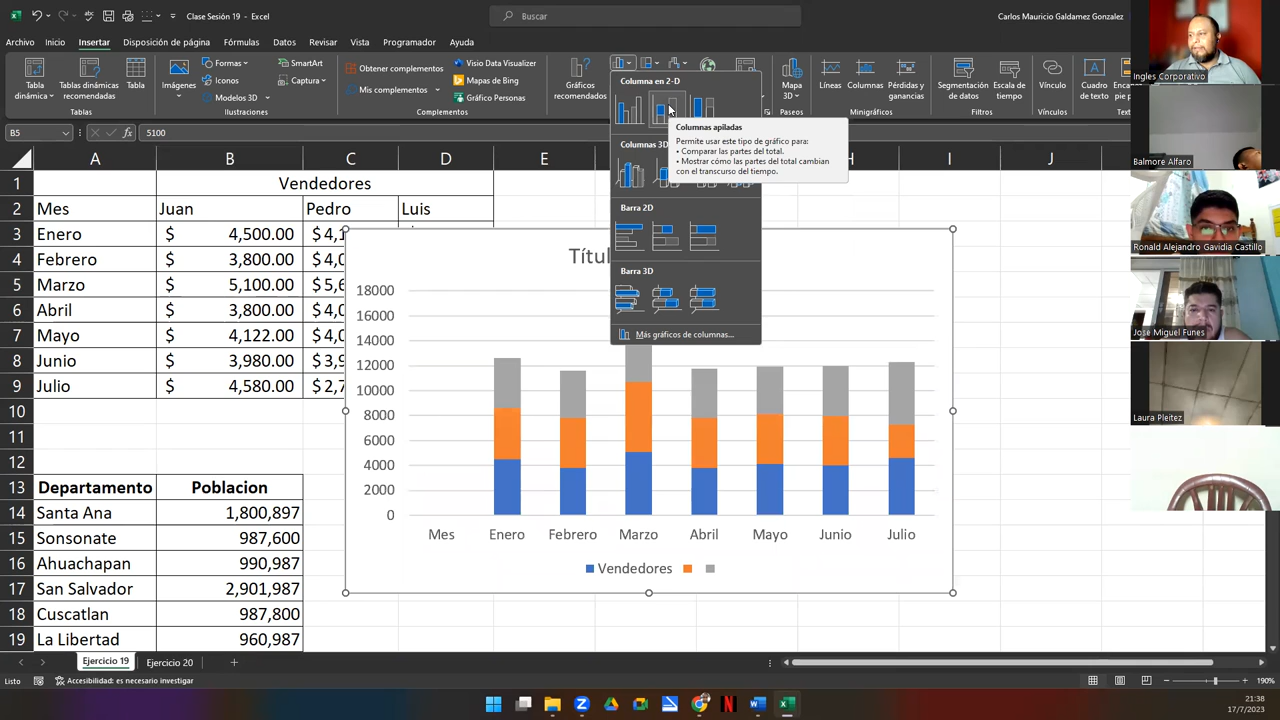 Clase Sesión 19 - Excel
Buscar
Carlos Mauricio Galdamez Gonzalez
Archivo Inicio Insertar Disposición de página Fórmulas Datos Revisar Vista Programador Ayuda
Tabla dinámica
Tablas dinámicas recomendadas
Tabla
Tablas
Imágenes
Formas
Iconos
Modelos 3D
SmartArt
Captura
Ilustraciones
Obtener complementos
Mis complementos
Visio Data Visualizer
Mapas de Bing
Gráfico Personas
Complementos
Gráficos recomendados
Mapa 3D
Paseos
Líneas
Columnas
Pérdidas y ganancias
Minigráficos
Segmentación de datos
Escala de tiempo
Filtros
Vínculo
Vínculos
Cuadro de texto
Columna en 2-D
Columnas apiladas
Permite usar este tipo de gráfico para:
• Comparar las partes del total.
• Mostrar cómo las partes del total cambian
con el transcurso del tiempo.
Columnas 3D
Barra 2D
Barra 3D
Más gráficos de columnas...
B5
fx
5100
A B C D E H I J
1 Vendedores
2 Mes Juan Pedro Luis
3 Enero $ 4,500.00
4 Febrero $ 3,800.00
5 Marzo $ 5,100.00
6 Abril $ 3,800.00
7 Mayo $ 4,122.00
8 Junio $ 3,980.00
9 Julio $ 4,580.00
10
11
12
13 Departamento Poblacion
14 Santa Ana 1,800,897
15 Sonsonate 987,600
16 Ahuachapan 990,987
17 San Salvador 2,901,987
18 Cuscatlan 987,800
19 La Libertad 960,987
18000
16000
14000
12000
10000
8000
6000
4000
2000
0
Mes Enero Febrero Marzo Abril Mayo Junio Julio
Vendedores
Ingles Corporativo
Balmore Alfaro
Ronald Alejandro Gavidia Castillo
Jose Miguel Funes
Laura Pleitez
Ejercicio 19 Ejercicio 20
Listo
Accesibilidad: es necesario investigar
190%
21:38
17/7/2023